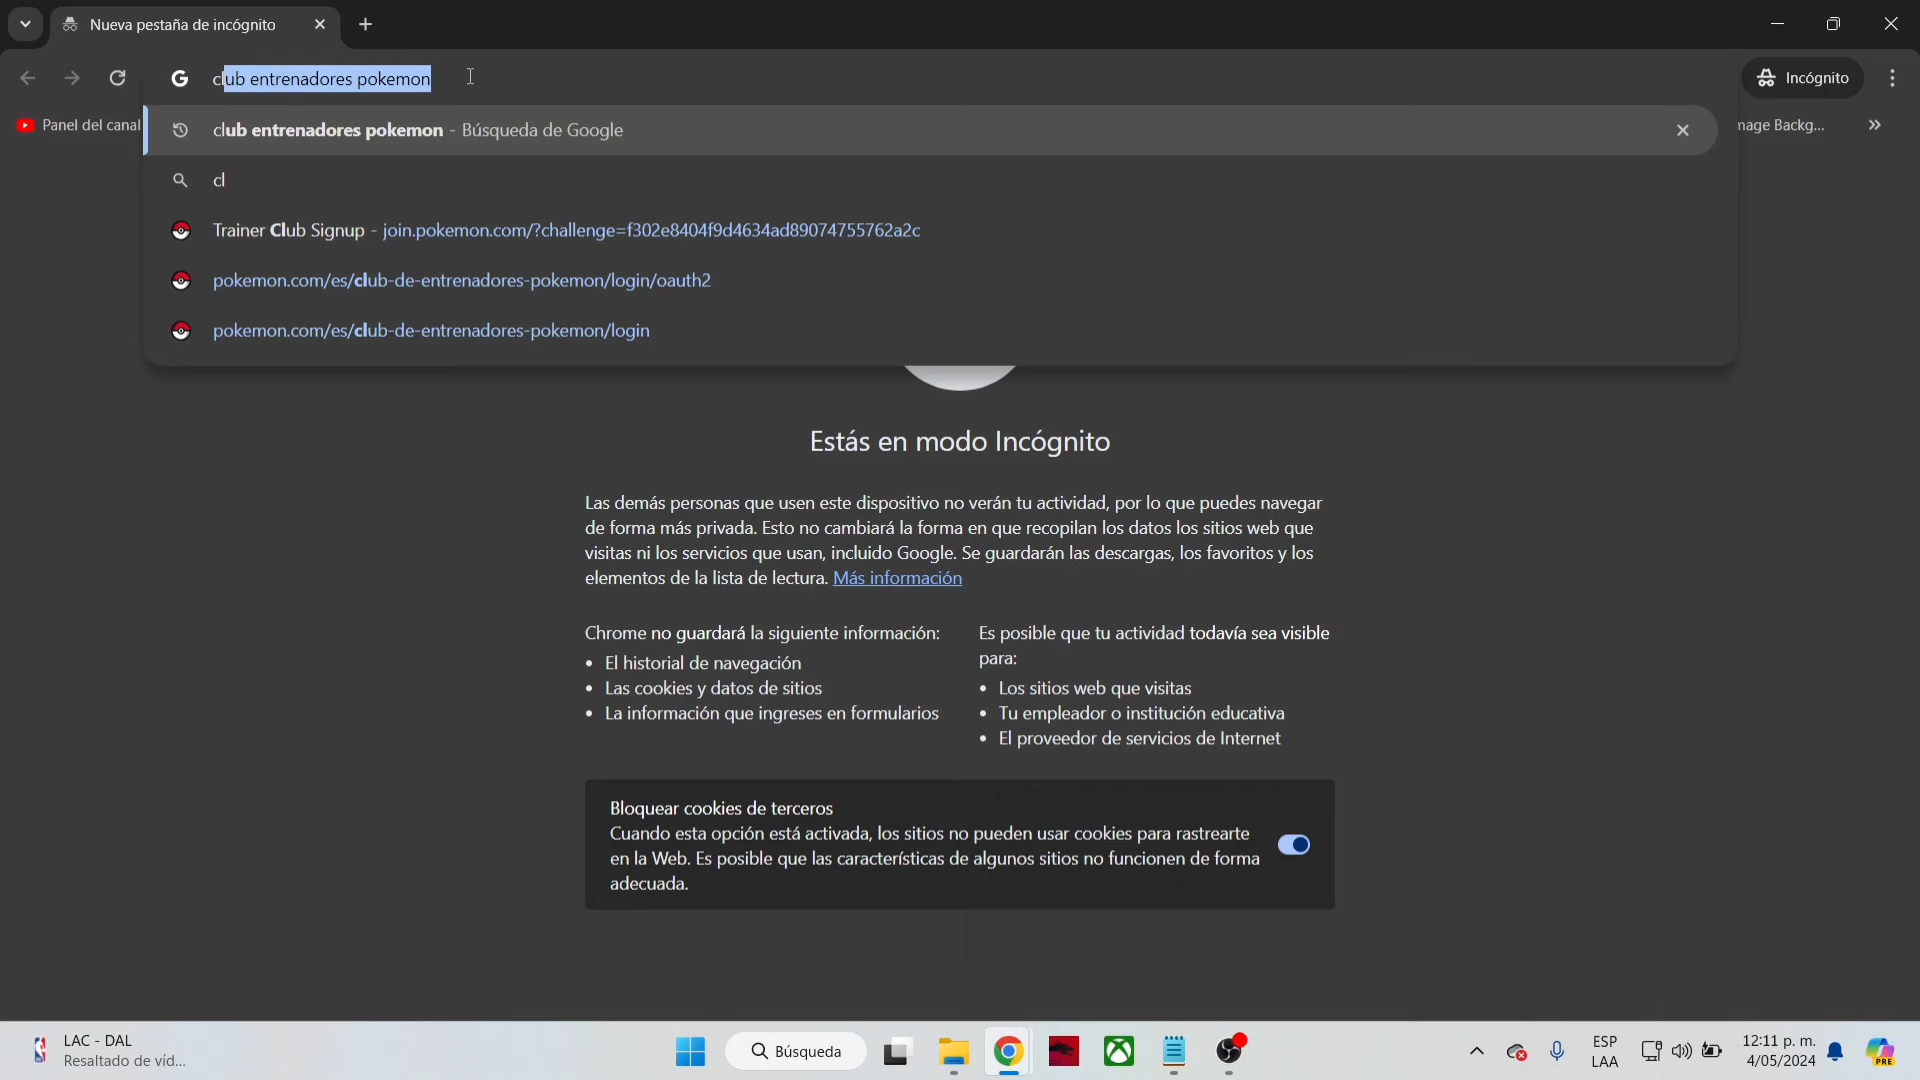 Nueva pestaña de incógnito
club entrenadores pokemon
Incógnito
Panel del canal
mage Backg...
club entrenadores pokemon - Búsqueda de Google
cl
Trainer Club Signup - join.pokemon.com/?challenge=f302e8404f9d4634ad89074755762a2c
pokemon.com/es/club-de-entrenadores-pokemon/login/oauth2
pokemon.com/es/club-de-entrenadores-pokemon/login
Estás en modo Incógnito
Las demás personas que usen este dispositivo no verán tu actividad, por lo que puedes navegar
de forma más privada. Esto no cambiará la forma en que recopilan los datos los sitios web que
visitas ni los servicios que usan, incluido Google. Se guardarán las descargas, los favoritos y los
elementos de la lista de lectura. Más información
Chrome no guardará la siguiente información:
• El historial de navegación
• Las cookies y datos de sitios
• La información que ingreses en formularios
Es posible que tu actividad todavía sea visible
para:
• Los sitios web que visitas
• Tu empleador o institución educativa
• El proveedor de servicios de Internet
Bloquear cookies de terceros
Cuando esta opción está activada, los sitios no pueden usar cookies para rastrearte
en la Web. Es posible que las características de algunos sitios no funcionen de forma
adecuada.
LAC - DAL
Resaltado de víd...
Búsqueda
ESP
LAA
12:11 p. m.
4/05/2024
PRE